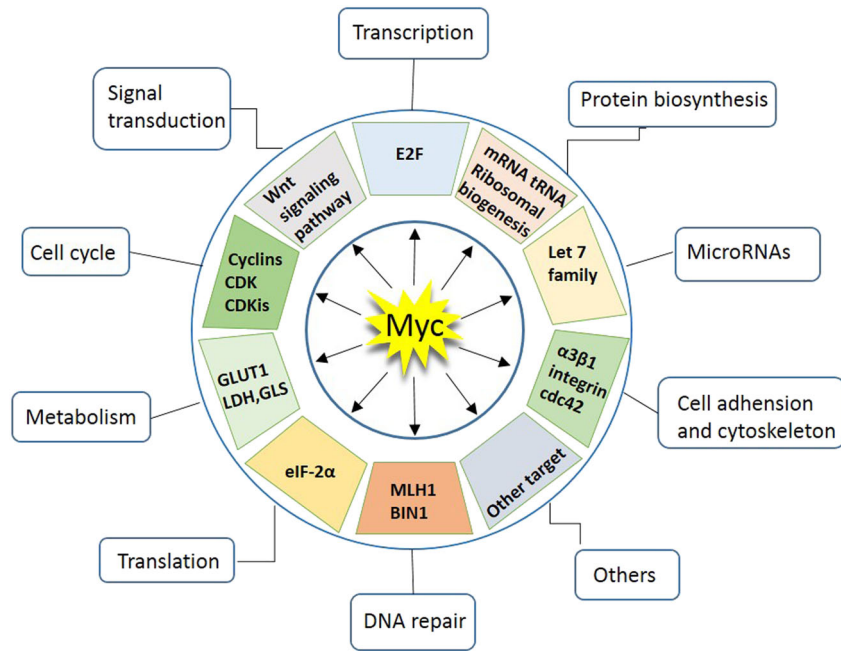 Transcription
Signal
transduction
Protein biosynthesis
E2F
mRNA tRNA
Ribosomal
biogenesis
Wnt
signaling
pathway
Cell cycle
Cyclins
CDK
CDKis
Let 7
family
MicroRNAs
Myc
α3β1
integrin
cdc42
GLUT1
LDH,GLS
Metabolism
Cell adhension
and cytoskeleton
eIF-2α
MLH1
BIN1
Other target
Translation
Others
DNA repair